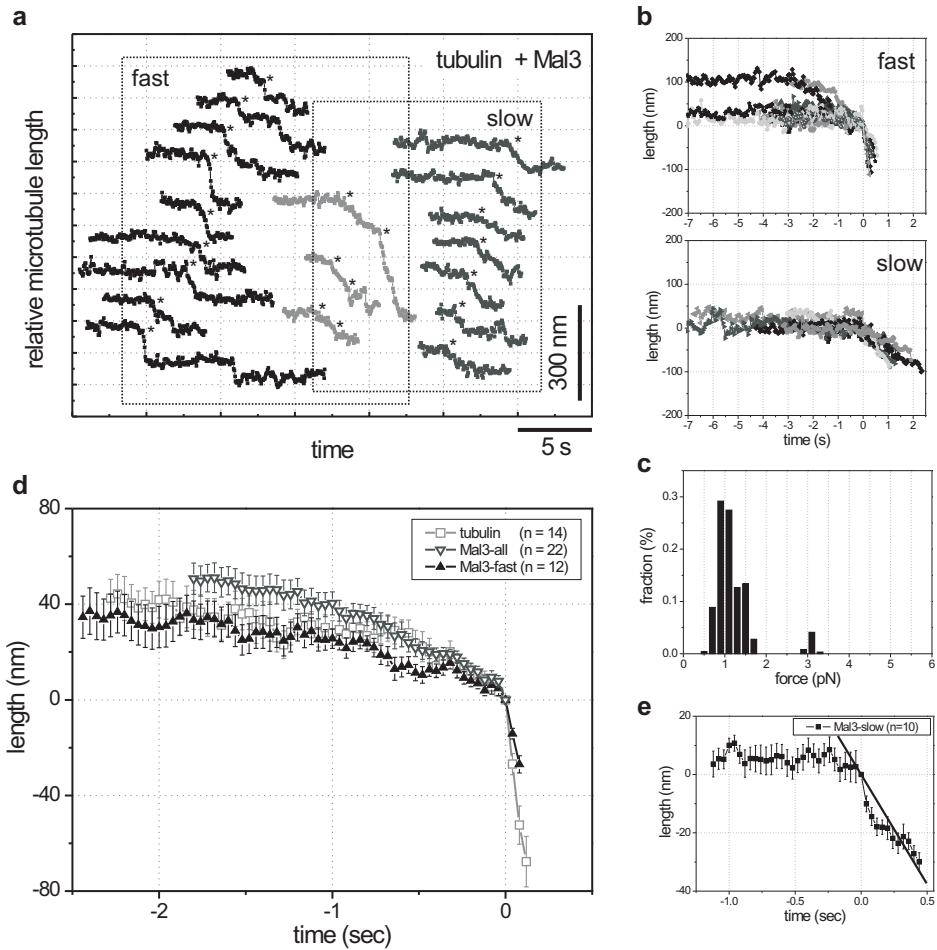 a
tubulin + Mal3
fast
slow
relative microtubule length
300 nm
time
5 s
b
fast
length (nm)
200
100
0
-100
-200
-7 -6 -5 -4 -3 -2 -1 0 1 2
slow
length (nm)
200
100
0
-100
-200
-7 -6 -5 -4 -3 -2 -1 0 1 2
time (s)
c
fraction (%)
0.3
0.2
0.1
0.0
0 2 4 6
force (pN)
d
length (nm)
80
40
0
-40
-80
-2 -1 0
time (sec)
tubulin (n = 14)
Mal3-all (n = 22)
Mal3-fast (n = 12)
e
Mal3-slow (n=10)
length (nm)
20
0
-20
-40
-1.0 -0.5 0.0 0.5
time (sec)